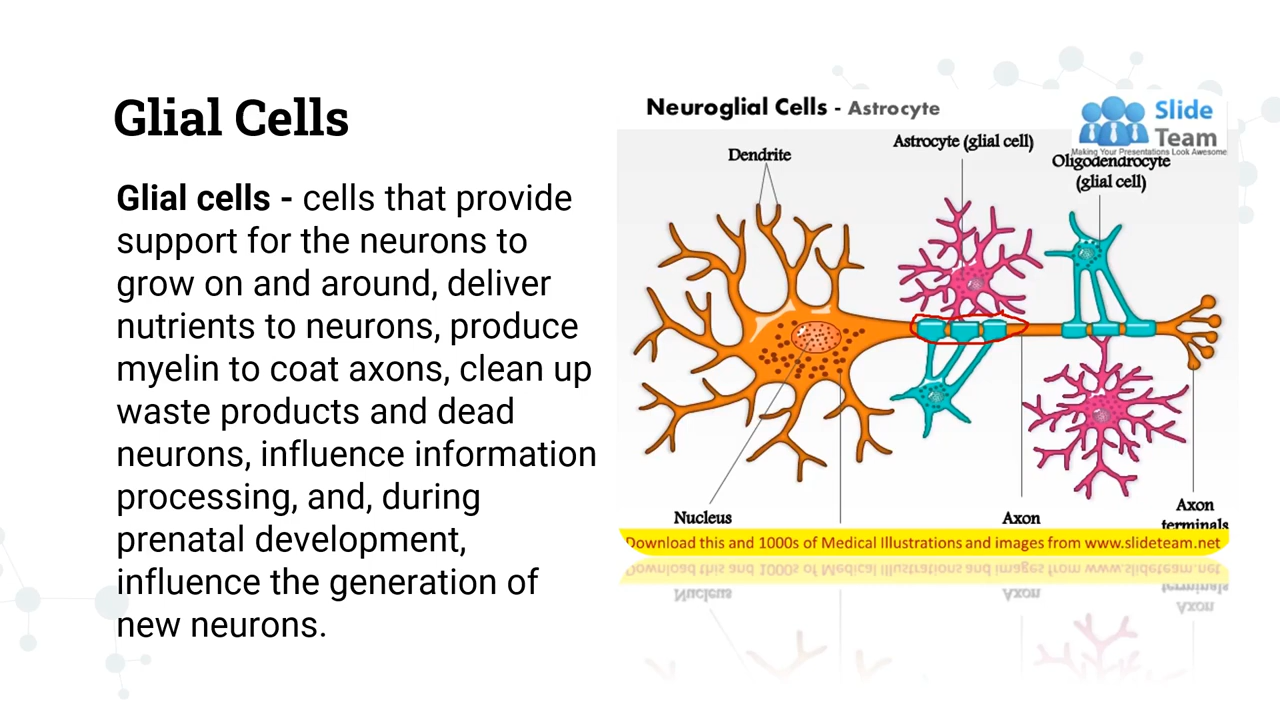 Glial Cells
Glial cells - cells that provide
support for the neurons to
grow on and around, deliver
nutrients to neurons, produce
myelin to coat axons, clean up
waste products and dead
neurons, influence information
processing, and, during
prenatal development,
influence the generation of
new neurons.
Neuroglial Cells - Astrocyte
Slide
Team
Making Your Presentations Look Awesome
Dendrite
Astrocyte (glial cell)
Oligodendrocyte
(glial cell)
Nucleus
Axon
Axon
terminals
Download this and 1000s of Medical Illustrations and images from www.slideteam.net